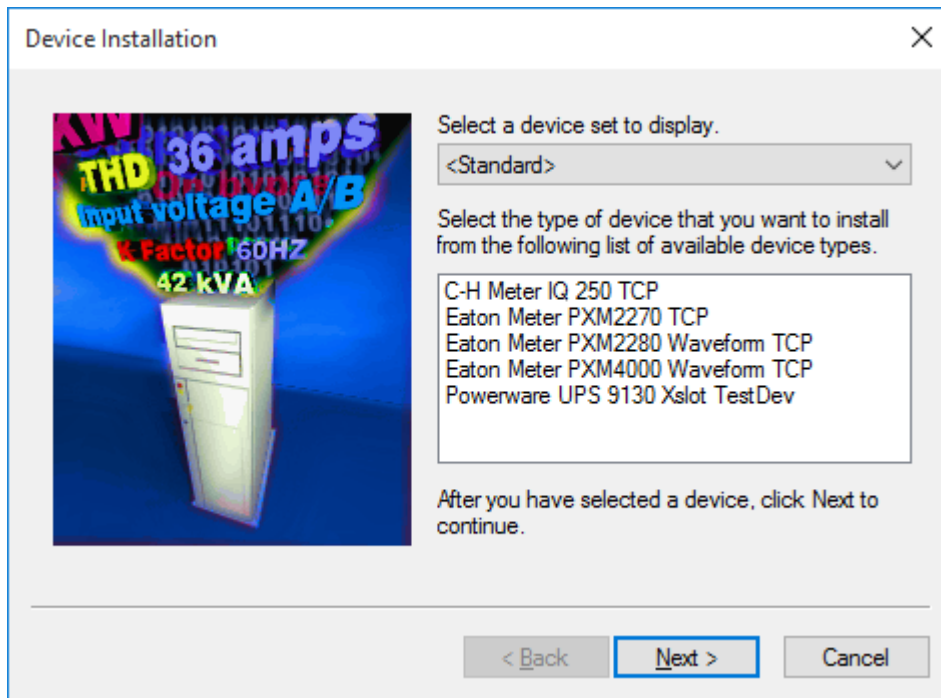 Device Installation
KW
THD 36 amps
On bypass
Input voltage A/B
K Factor 60HZ
42 kVA
Select a device set to display.
<Standard>
Select the type of device that you want to install
from the following list of available device types.
C-H Meter IQ 250 TCP
Eaton Meter PXM2270 TCP
Eaton Meter PXM2280 Waveform TCP
Eaton Meter PXM4000 Waveform TCP
Powerware UPS 9130 Xslot TestDev
After you have selected a device, click Next to
continue.
< Back
Next >
Cancel